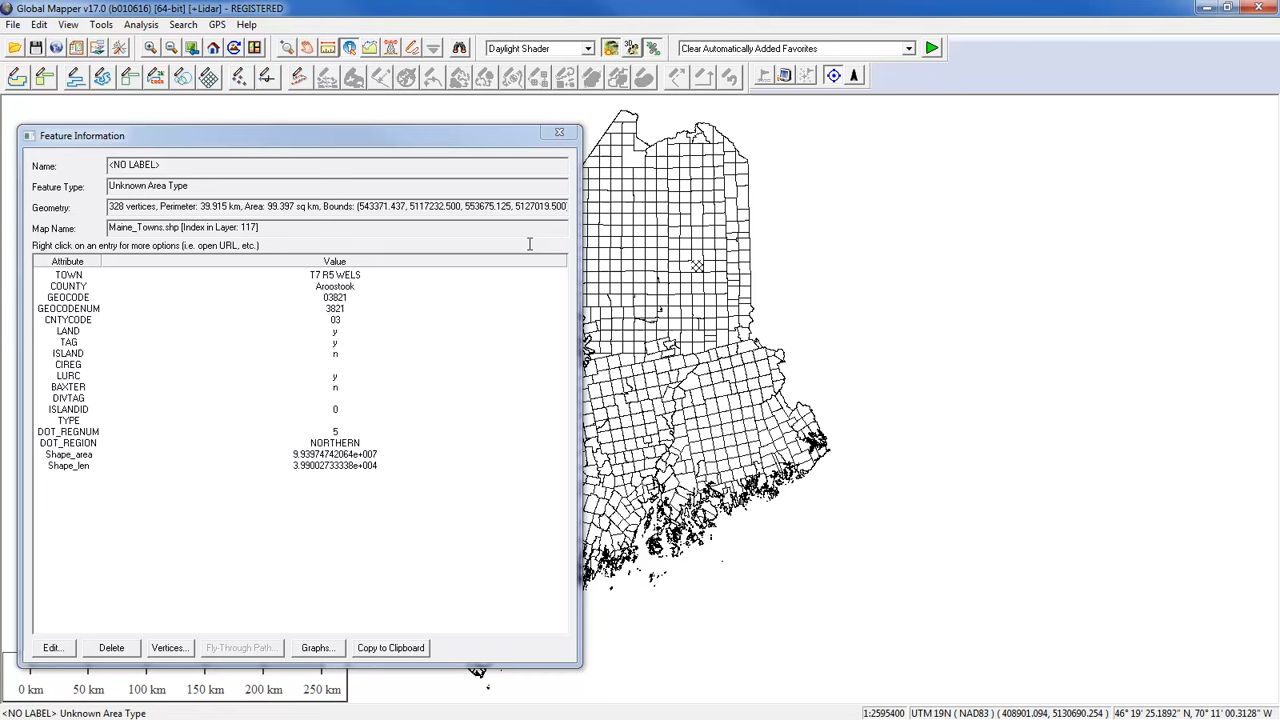 Global Mapper v17.0 (b010616) [64-bit] [+Lidar] - REGISTERED
File Edit View Tools Analysis Search GPS Help
Daylight Shader Clear Automatically Added Favorites
Feature Information
Name: <NO LABEL>
Feature Type: Unknown Area Type
Geometry: 328 vertices, Perimeter: 39.915 km, Area: 99.397 sq km, Bounds: (543371.437, 5117232.500, 553675.125, 5127019.500)
Map Name: Maine_Towns.shp [Index in Layer: 117]
Right click on an entry for more options (i.e. open URL, etc.)
Attribute Value
TOWN T7 R5 WELS
COUNTY Aroostook
GEOCODE 03821
GEOCODENUM 3821
CNTYCODE 03
LAND y
TAG y
ISLAND n
CIREG
LURC y
BAXTER n
DIVTAG
ISLANDID 0
TYPE
DOT_REGNUM 5
DOT_REGION NORTHERN
Shape_area 9.93974742064e+007
Shape_len 3.99002733338e+004
Edit... Delete Vertices... Fly-Through Path... Graphs... Copy to Clipboard
0 km 50 km 100 km 150 km 200 km 250 km
<NO LABEL> Unknown Area Type 1:2595400 UTM 19N ( NAD83 ) ( 408901.094, 5130690.254 ) 46° 19' 25.1892" N, 70° 11' 00.3128" W